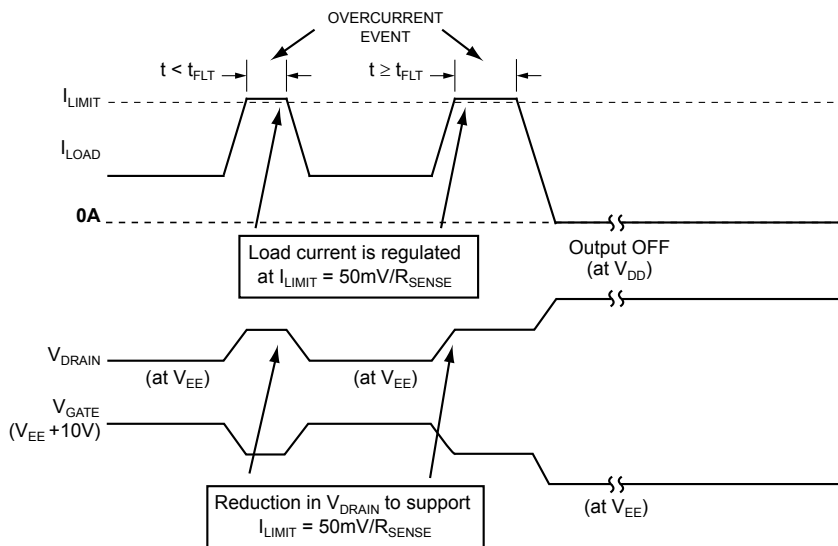 OVERCURRENT
EVENT
t < tFLT
t ≥ tFLT
ILIMIT
ILOAD
0A
Load current is regulated
at ILIMIT = 50mV/RSENSE
Output OFF
(at VDD)
VDRAIN
(at VEE)
(at VEE)
VGATE
(VEE +10V)
Reduction in VDRAIN to support
ILIMIT = 50mV/RSENSE
(at VEE)